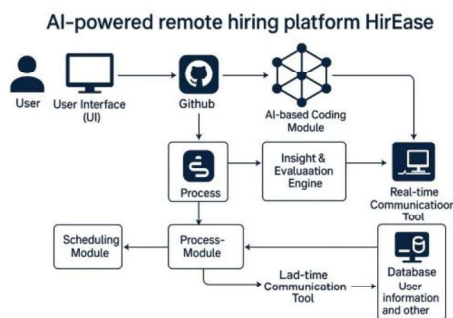 AI-powered remote hiring platform HirEase
User
User Interface
(UI)
Github
AI-based Coding
Module
Process
Insight &
Evaluaation
Engine
Real-time
Communicatioor
Tool
Scheduling
Module
Process-
Module
Lad-time
Communication
Tool
Database
User
information
and other